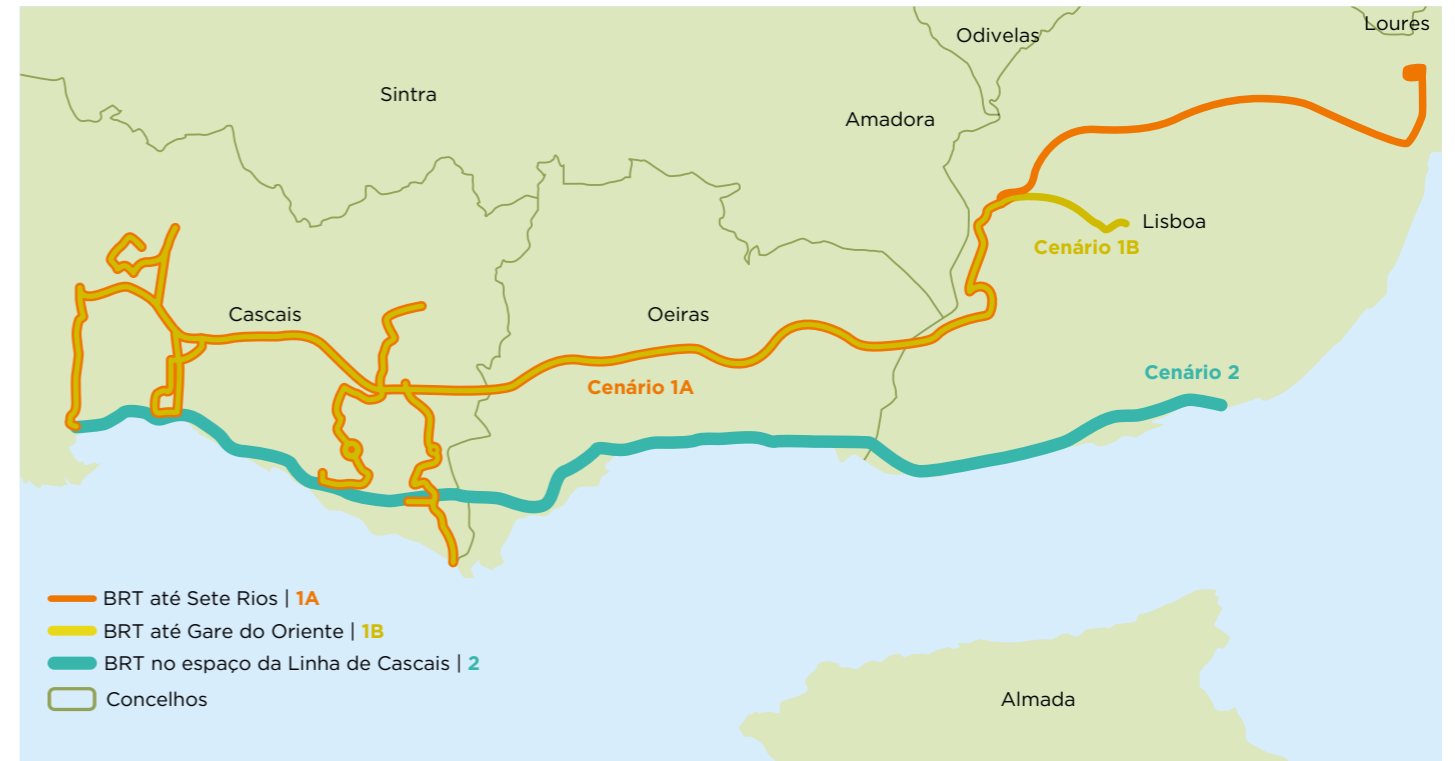 Loures
Odivelas
Sintra
Amadora
Lisboa
Cenário 1B
Cascais
Oeiras
Cenário 2
Cenário 1A
BRT até Sete Rios | 1A
BRT até Gare do Oriente | 1B
BRT no espaço da Linha de Cascais | 2
Concelhos
Almada